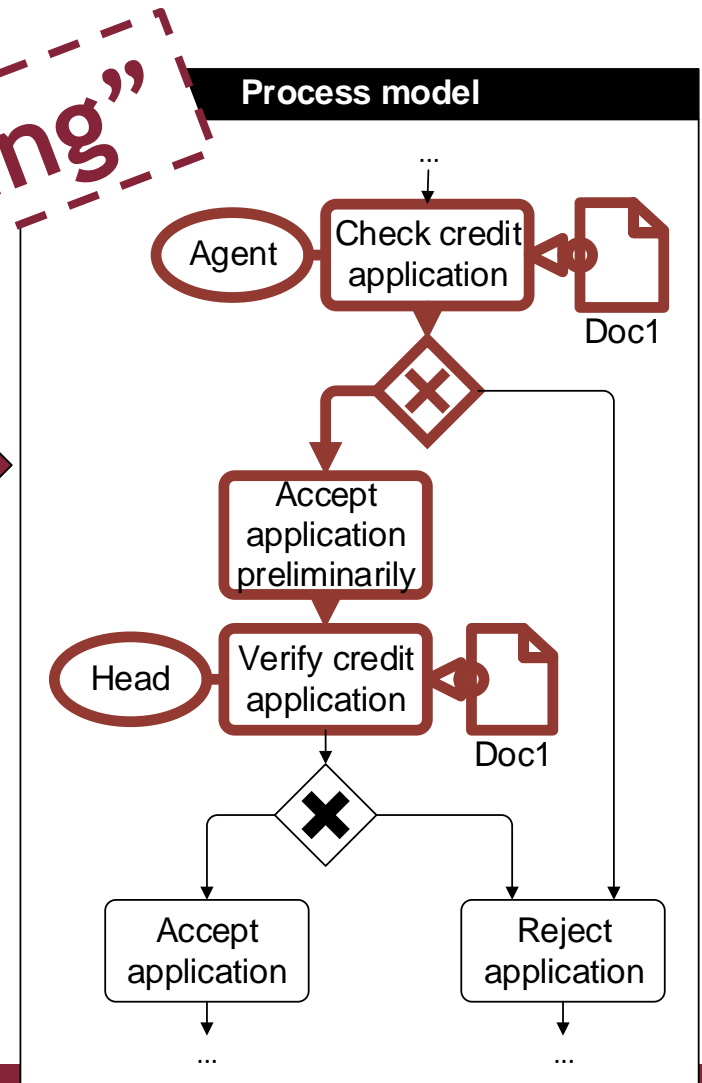 ng”
Process model
...
Agent
Check credit
application
Doc1
Accept
application
preliminarily
Head
Verify credit
application
Doc1
Accept
application
Reject
application
...
...